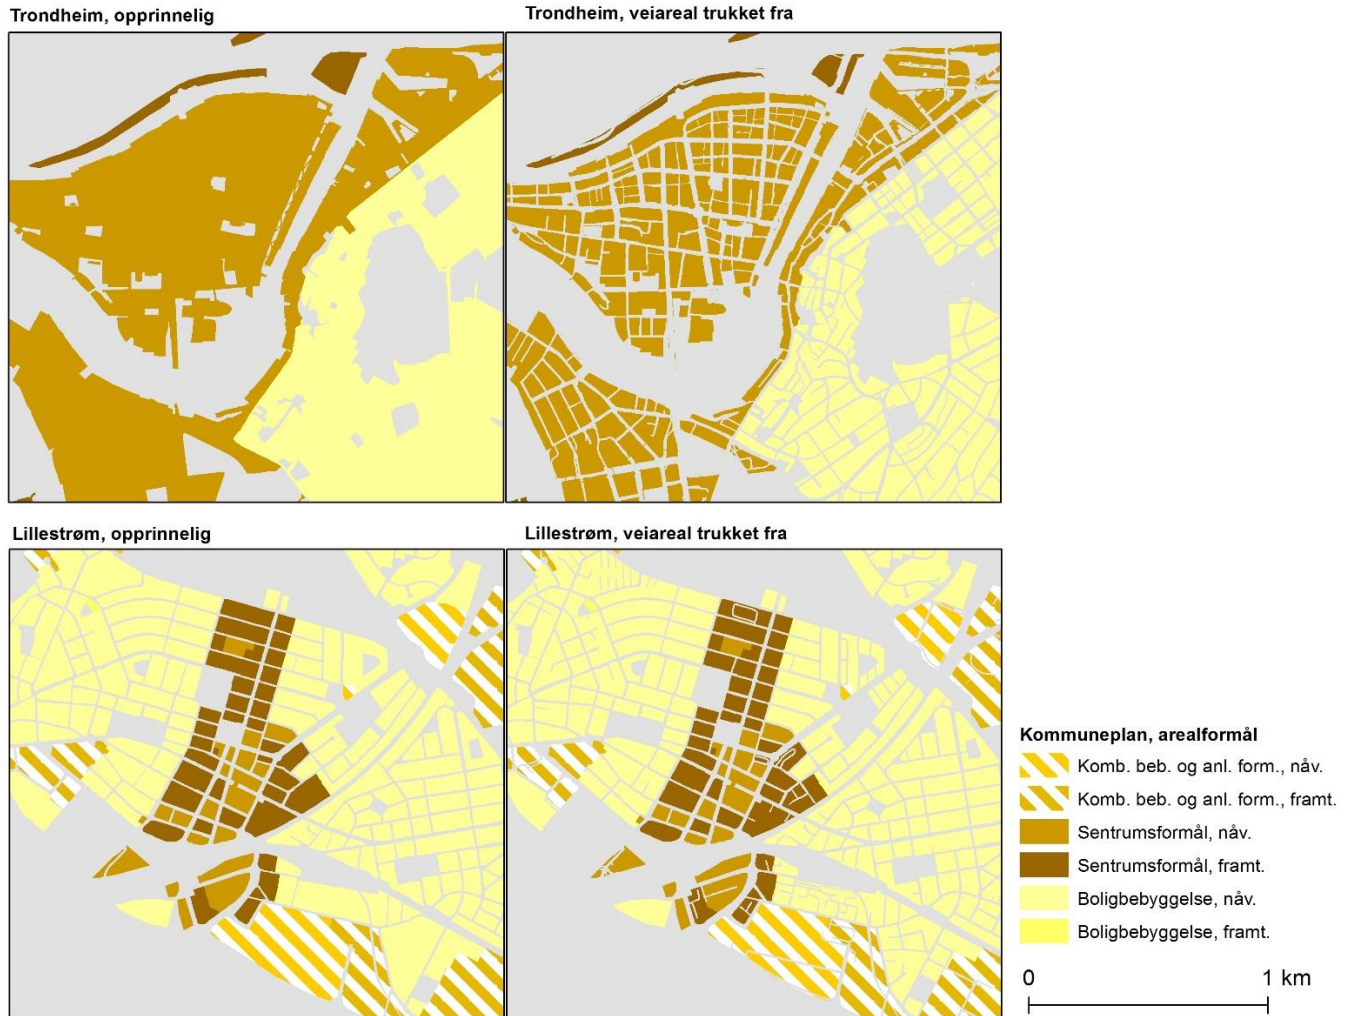 Trondheim, opprinnelig
Trondheim, veiareal trukket fra
Lillestrøm, opprinnelig
Lillestrøm, veiareal trukket fra
Kommuneplan, arealformål
Komb. beb. og anl. form., nåv.
Komb. beb. og anl. form., framt.
Sentrumsformål, nåv.
Sentrumsformål, framt.
Boligbebyggelse, nåv.
Boligbebyggelse, framt.
0 1 km